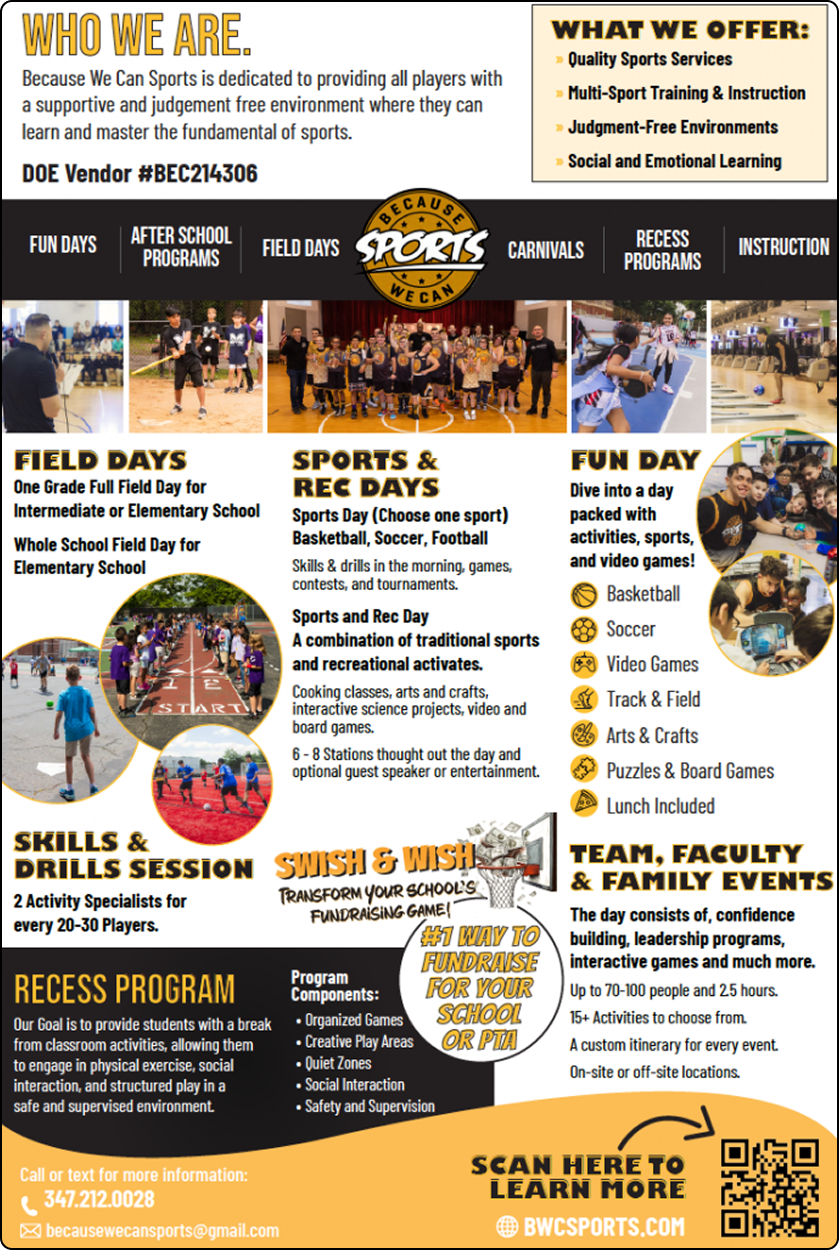 WHO WE ARE.
Because We Can Sports is dedicated to providing all players with
a supportive and judgement free environment where they can
learn and master the fundamental of sports.
DOE Vendor #BEC214306
WHAT WE OFFER:
» Quality Sports Services
» Multi-Sport Training & Instruction
» Judgment-Free Environments
» Social and Emotional Learning
FUN DAYS
AFTER SCHOOL
PROGRAMS
FIELD DAYS
BECAUSE
SPORTS
WE CAN
CARNIVALS
RECESS
PROGRAMS
INSTRUCTION
FIELD DAYS
One Grade Full Field Day for
Intermediate or Elementary School
Whole School Field Day for
Elementary School
1 2
START
SKILLS &
DRILLS SESSION
2 Activity Specialists for
every 20-30 Players.
SPORTS &
REC DAYS
Sports Day (Choose one sport)
Basketball, Soccer, Football
Skills & drills in the morning, games,
contests, and tournaments.
Sports and Rec Day
A combination of traditional sports
and recreational activates.
Cooking classes, arts and crafts,
interactive science projects, video and
board games.
6 - 8 Stations thought out the day and
optional guest speaker or entertainment.
SWISH & WISH
TRANSFORM YOUR SCHOOL'S
FUNDRAISING GAME!
#1 WAY TO
FUNDRAISE
FOR YOUR
SCHOOL
OR PTA
FUN DAY
Dive into a day
packed with
activities, sports,
and video games!
Basketball
Soccer
Video Games
Track & Field
Arts & Crafts
Puzzles & Board Games
Lunch Included
TEAM, FACULTY
& FAMILY EVENTS
The day consists of, confidence
building, leadership programs,
interactive games and much more.
Up to 70-100 people and 2.5 hours.
15+ Activities to choose from.
A custom itinerary for every event.
On-site or off-site locations.
RECESS PROGRAM
Our Goal is to provide students with a break
from classroom activities, allowing them
to engage in physical exercise, social
interaction, and structured play in a
safe and supervised environment.
Program
Components:
• Organized Games
• Creative Play Areas
• Quiet Zones
• Social Interaction
• Safety and Supervision
Call or text for more information:
347.212.0028
becausewecansports@gmail.com
SCAN HERE TO
LEARN MORE
BWCSPORTS.COM